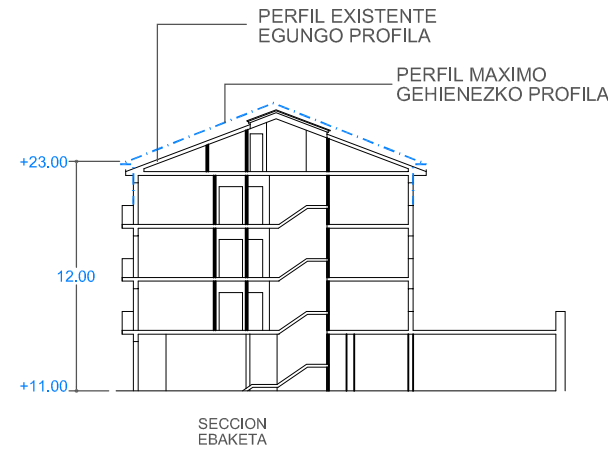 PERFIL EXISTENTE
EGUNGO PROFILA
PERFIL MAXIMO
GEHIENEZKO PROFILA
+23.00
12.00
+11.00
SECCION
EBAKETA